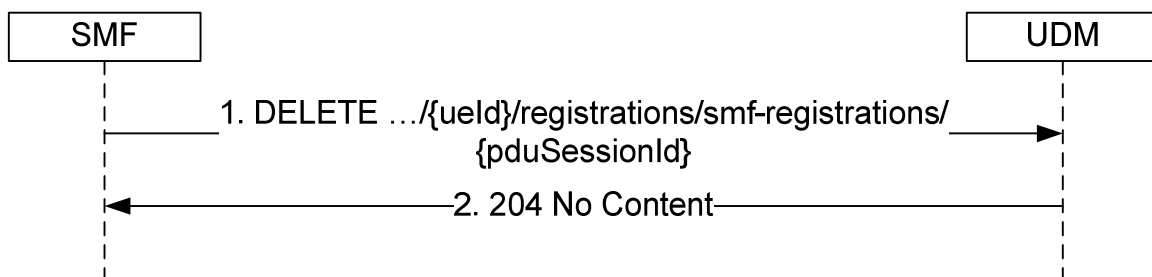 SMF
UDM
1. DELETE …/{ueId}/registrations/smf-registrations/
{pduSessionId}
2. 204 No Content